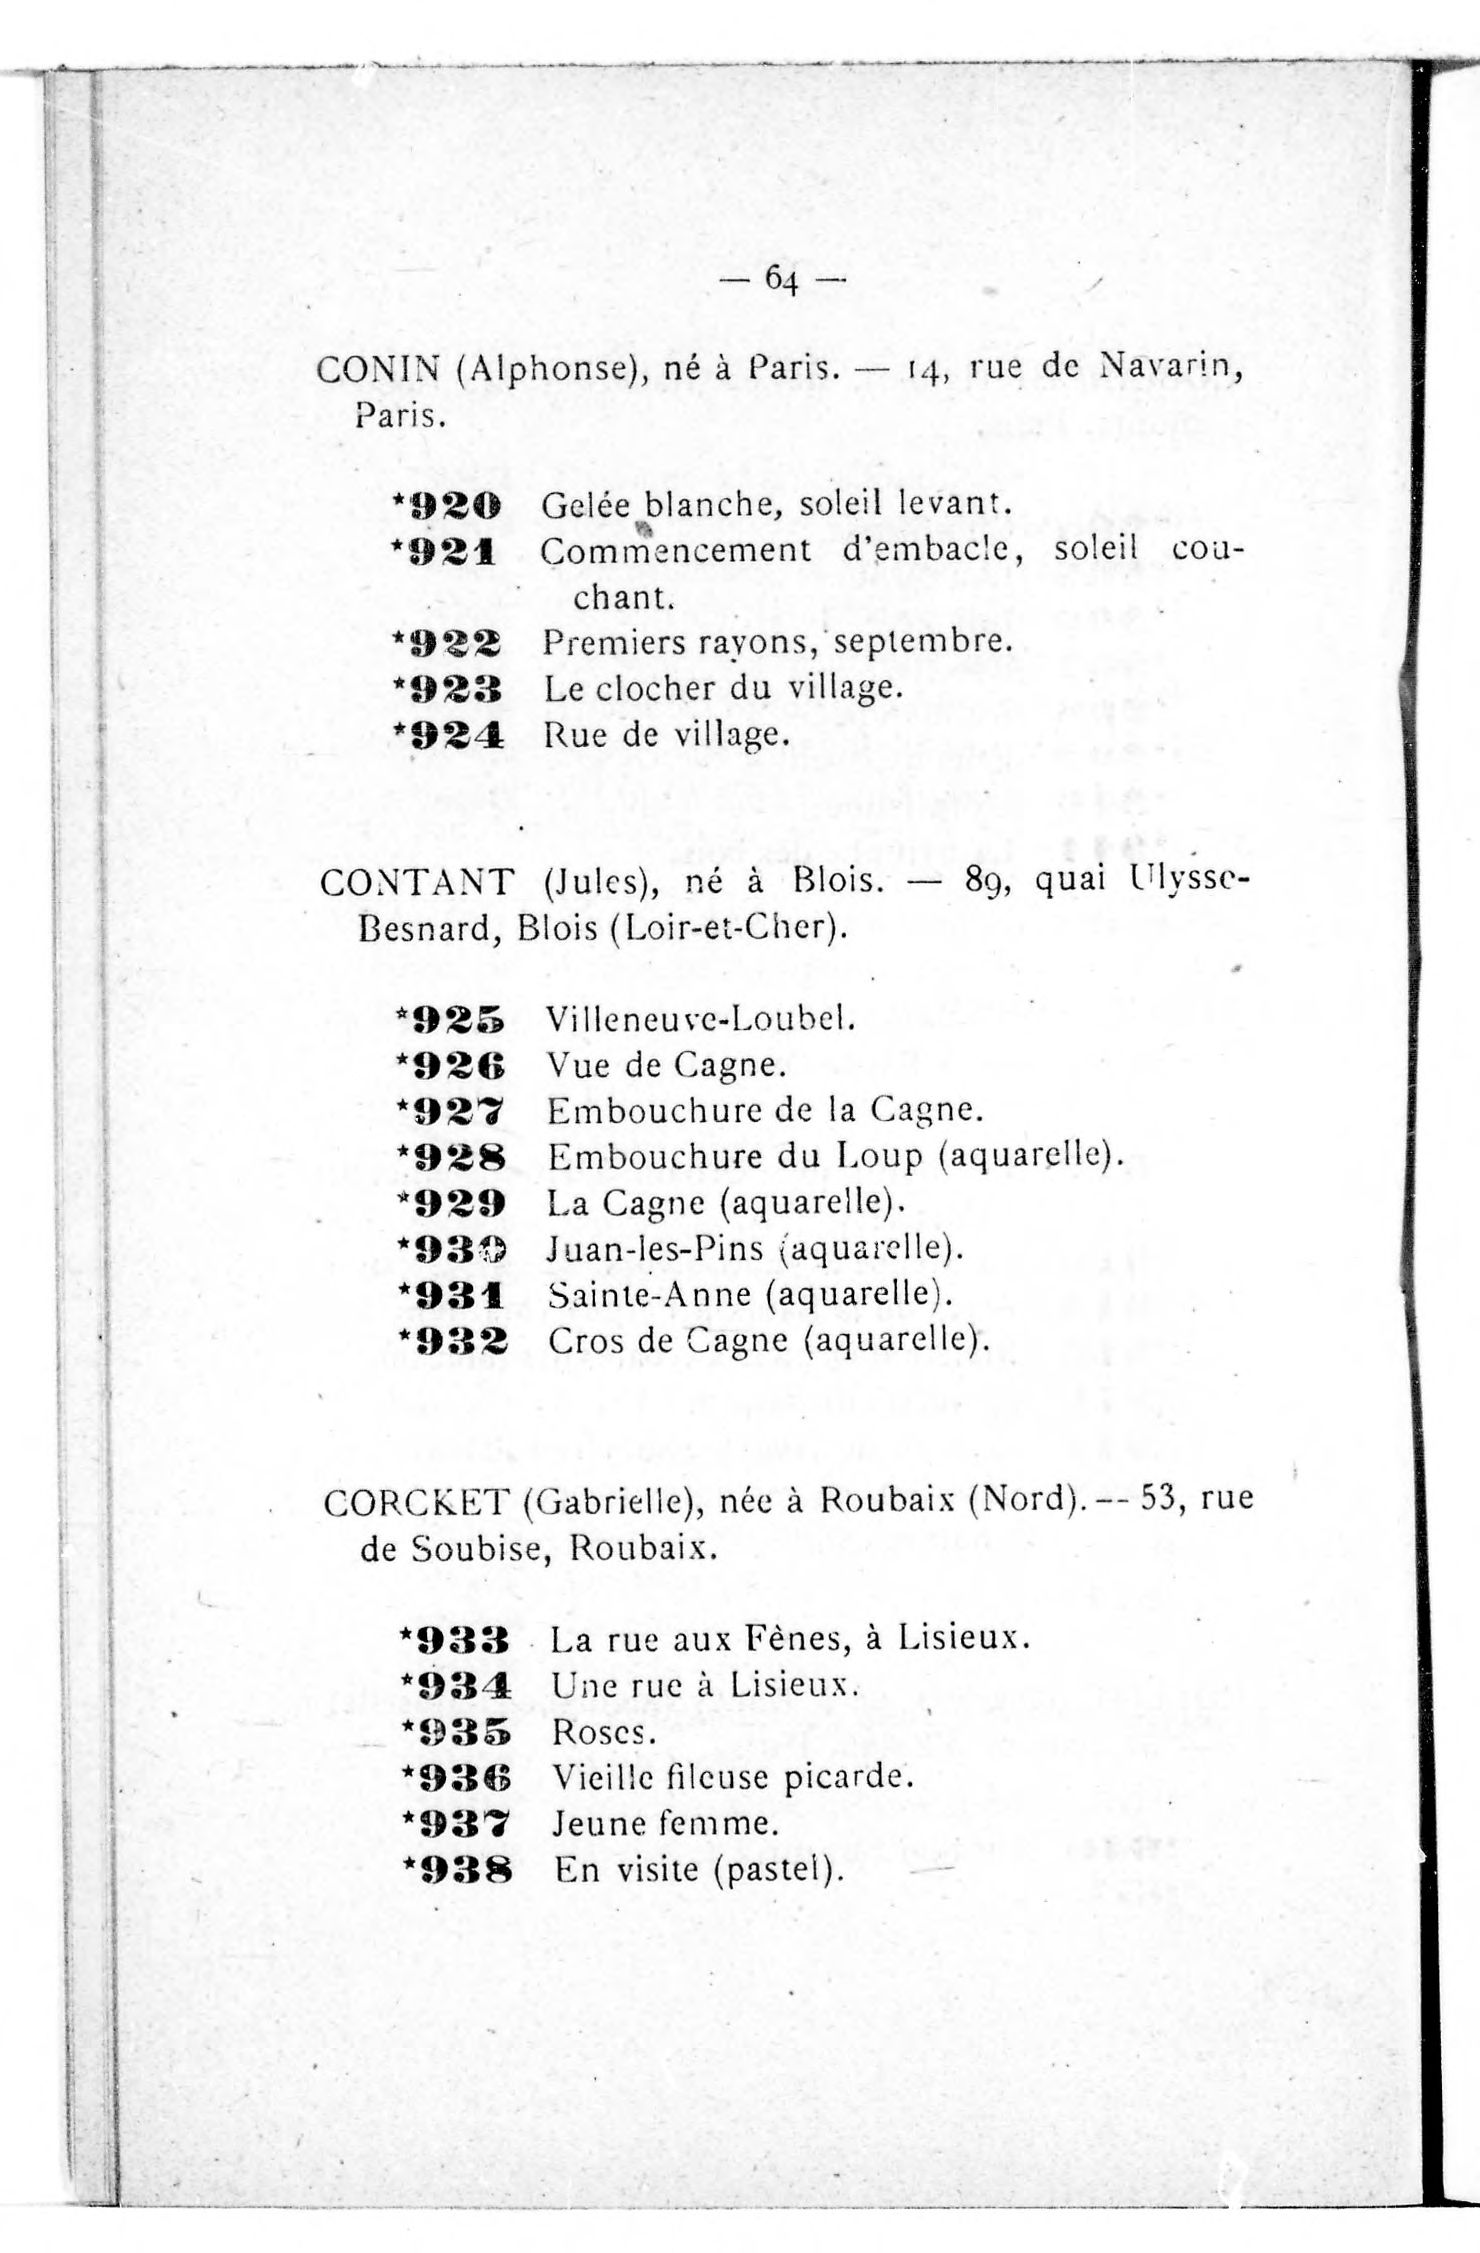 — 64 —
CONIN (Alphonse), né à Paris. — 14, rue de Navarin,
Paris.
*920 Gelée blanche, soleil levant.
*921 Commencement d'embacle, soleil cou-
chant.
*922 Premiers rayons, septembre.
*923 Le clocher du village.
*924 Rue de village.
CONTANT (Jules), né à Blois. — 89, quai Ulysse-
Besnard, Blois (Loir-et-Cher).
*925 Villeneuve-Loubel.
*926 Vue de Cagne.
*927 Embouchure de la Cagne.
*928 Embouchure du Loup (aquarelle).
*929 La Cagne (aquarelle).
*930 Juan-les-Pins (aquarelle).
*931 Sainte-Anne (aquarelle).
*932 Cros de Cagne (aquarelle).
CORCKET (Gabrielle), née à Roubaix (Nord). -- 53, rue
de Soubise, Roubaix.
*933 La rue aux Fènes, à Lisieux.
*934 Une rue à Lisieux.
*935 Roses.
*936 Vieille fileuse picarde.
*937 Jeune femme.
*938 En visite (pastel).